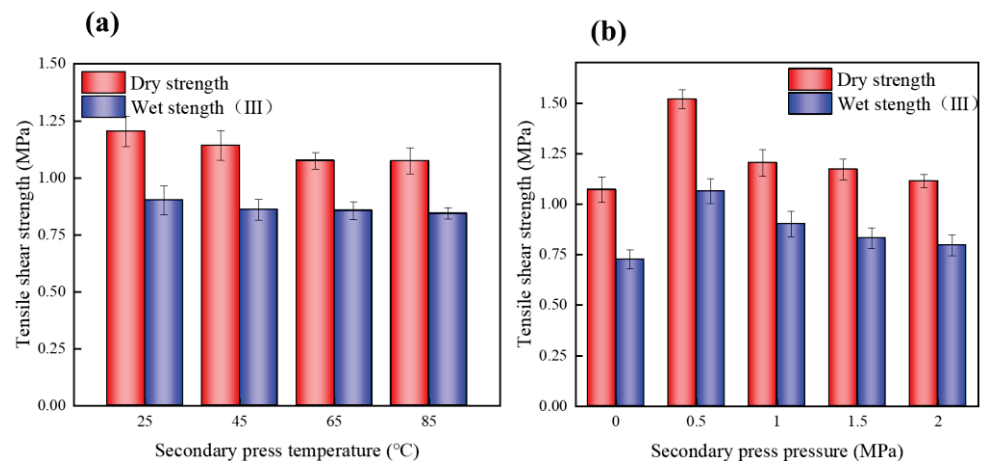 (a)
Tensile shear strength (MPa)
1.50
1.25
1.00
0.75
0.50
0.25
0.00
Dry strength
Wet stength（III）
25 45 65 85
Secondary press temperature (℃)
(b)
Tensile shear strength (MPa)
1.50
1.25
1.00
0.75
0.50
0.25
0.00
Dry strength
Wet stength（III）
0 0.5 1 1.5 2
Secondary press pressure (MPa)